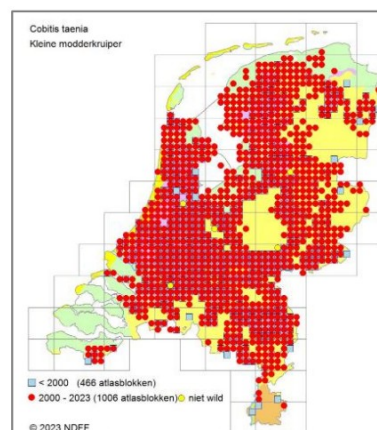 Cobitis taenia
Kleine modderkruiper
< 2000 (466 atlasblokken)
2000 - 2023 (1006 atlasblokken) niet wild
© 2023 NDFF